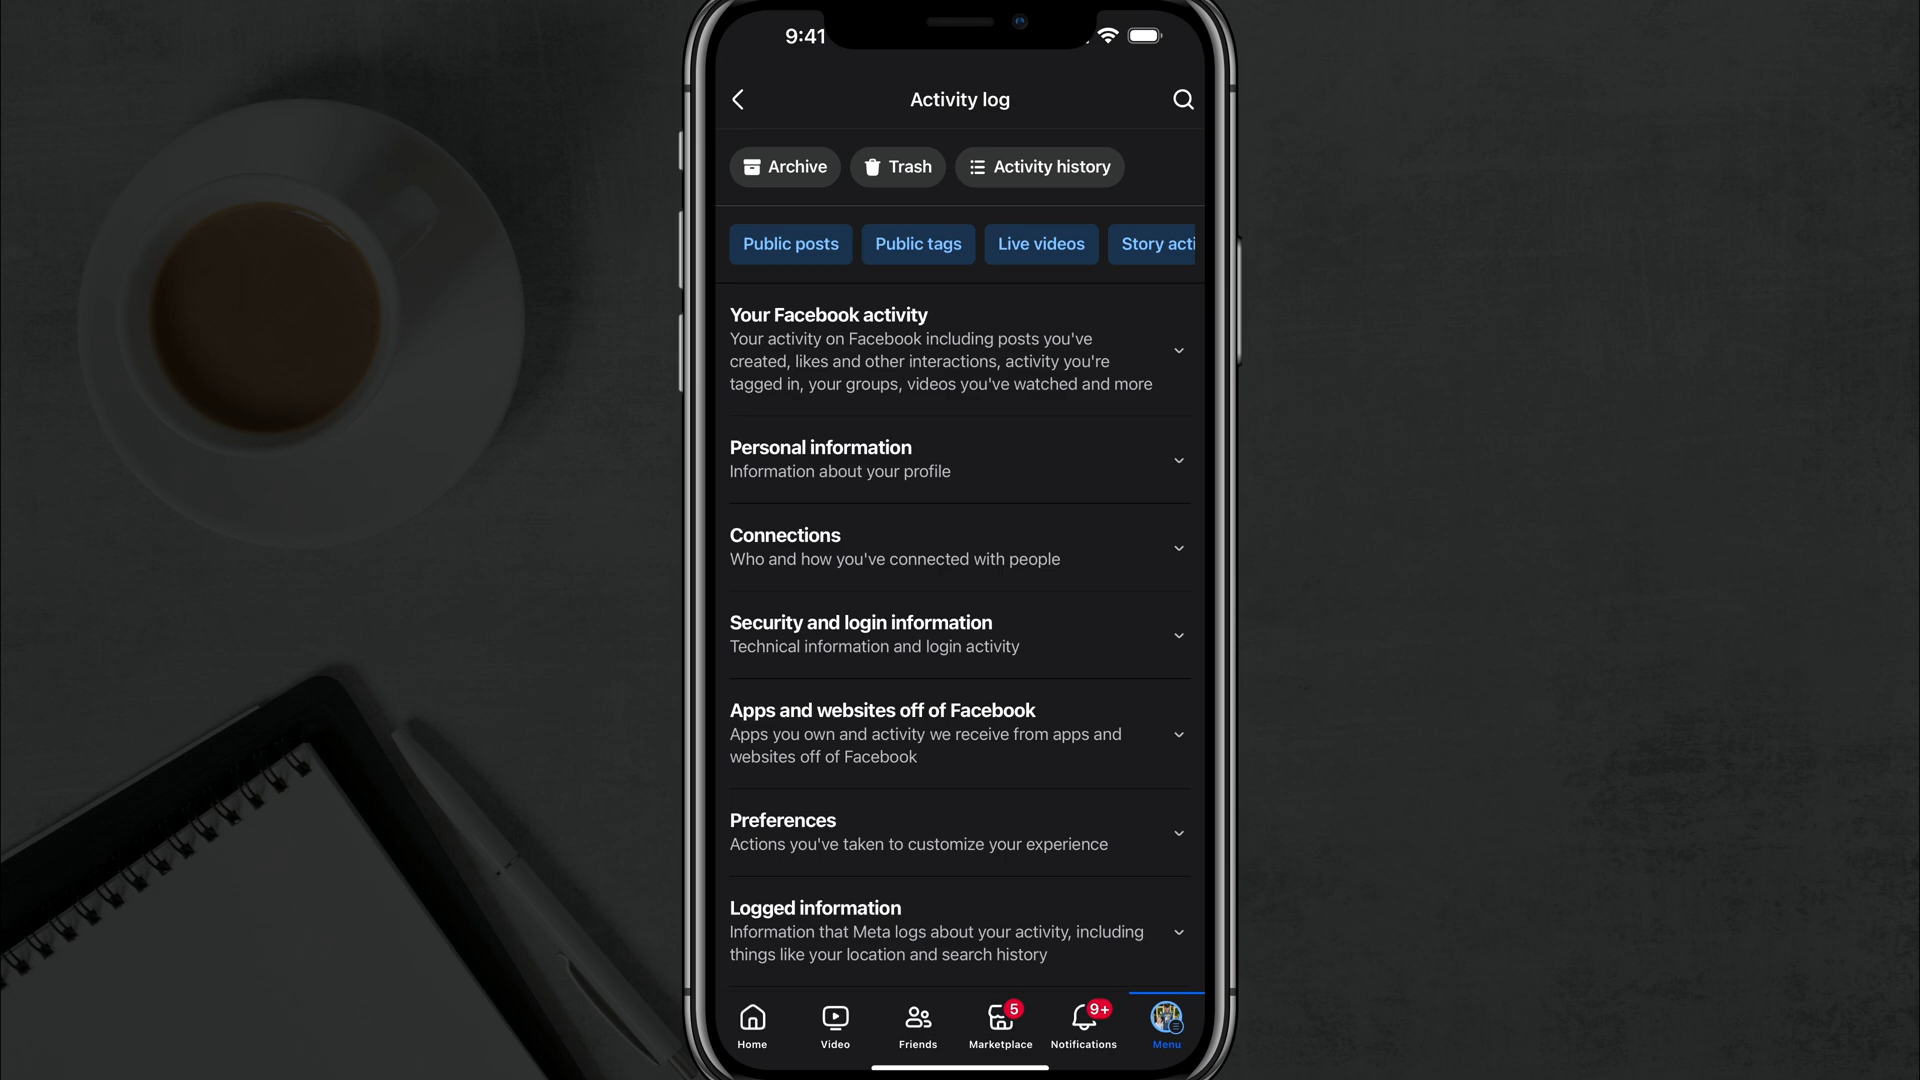 9:41
Activity log
Archive
Trash
Activity history
Public posts
Public tags
Live videos
Story acti
Your Facebook activity
Your activity on Facebook including posts you've
created, likes and other interactions, activity you're
tagged in, your groups, videos you've watched and more
Personal information
Information about your profile
Connections
Who and how you've connected with people
Security and login information
Technical information and login activity
Apps and websites off of Facebook
Apps you own and activity we receive from apps and
websites off of Facebook
Preferences
Actions you've taken to customize your experience
Logged information
Information that Meta logs about your activity, including
things like your location and search history
5
9+
Home
Video
Friends
Marketplace
Notifications
Menu